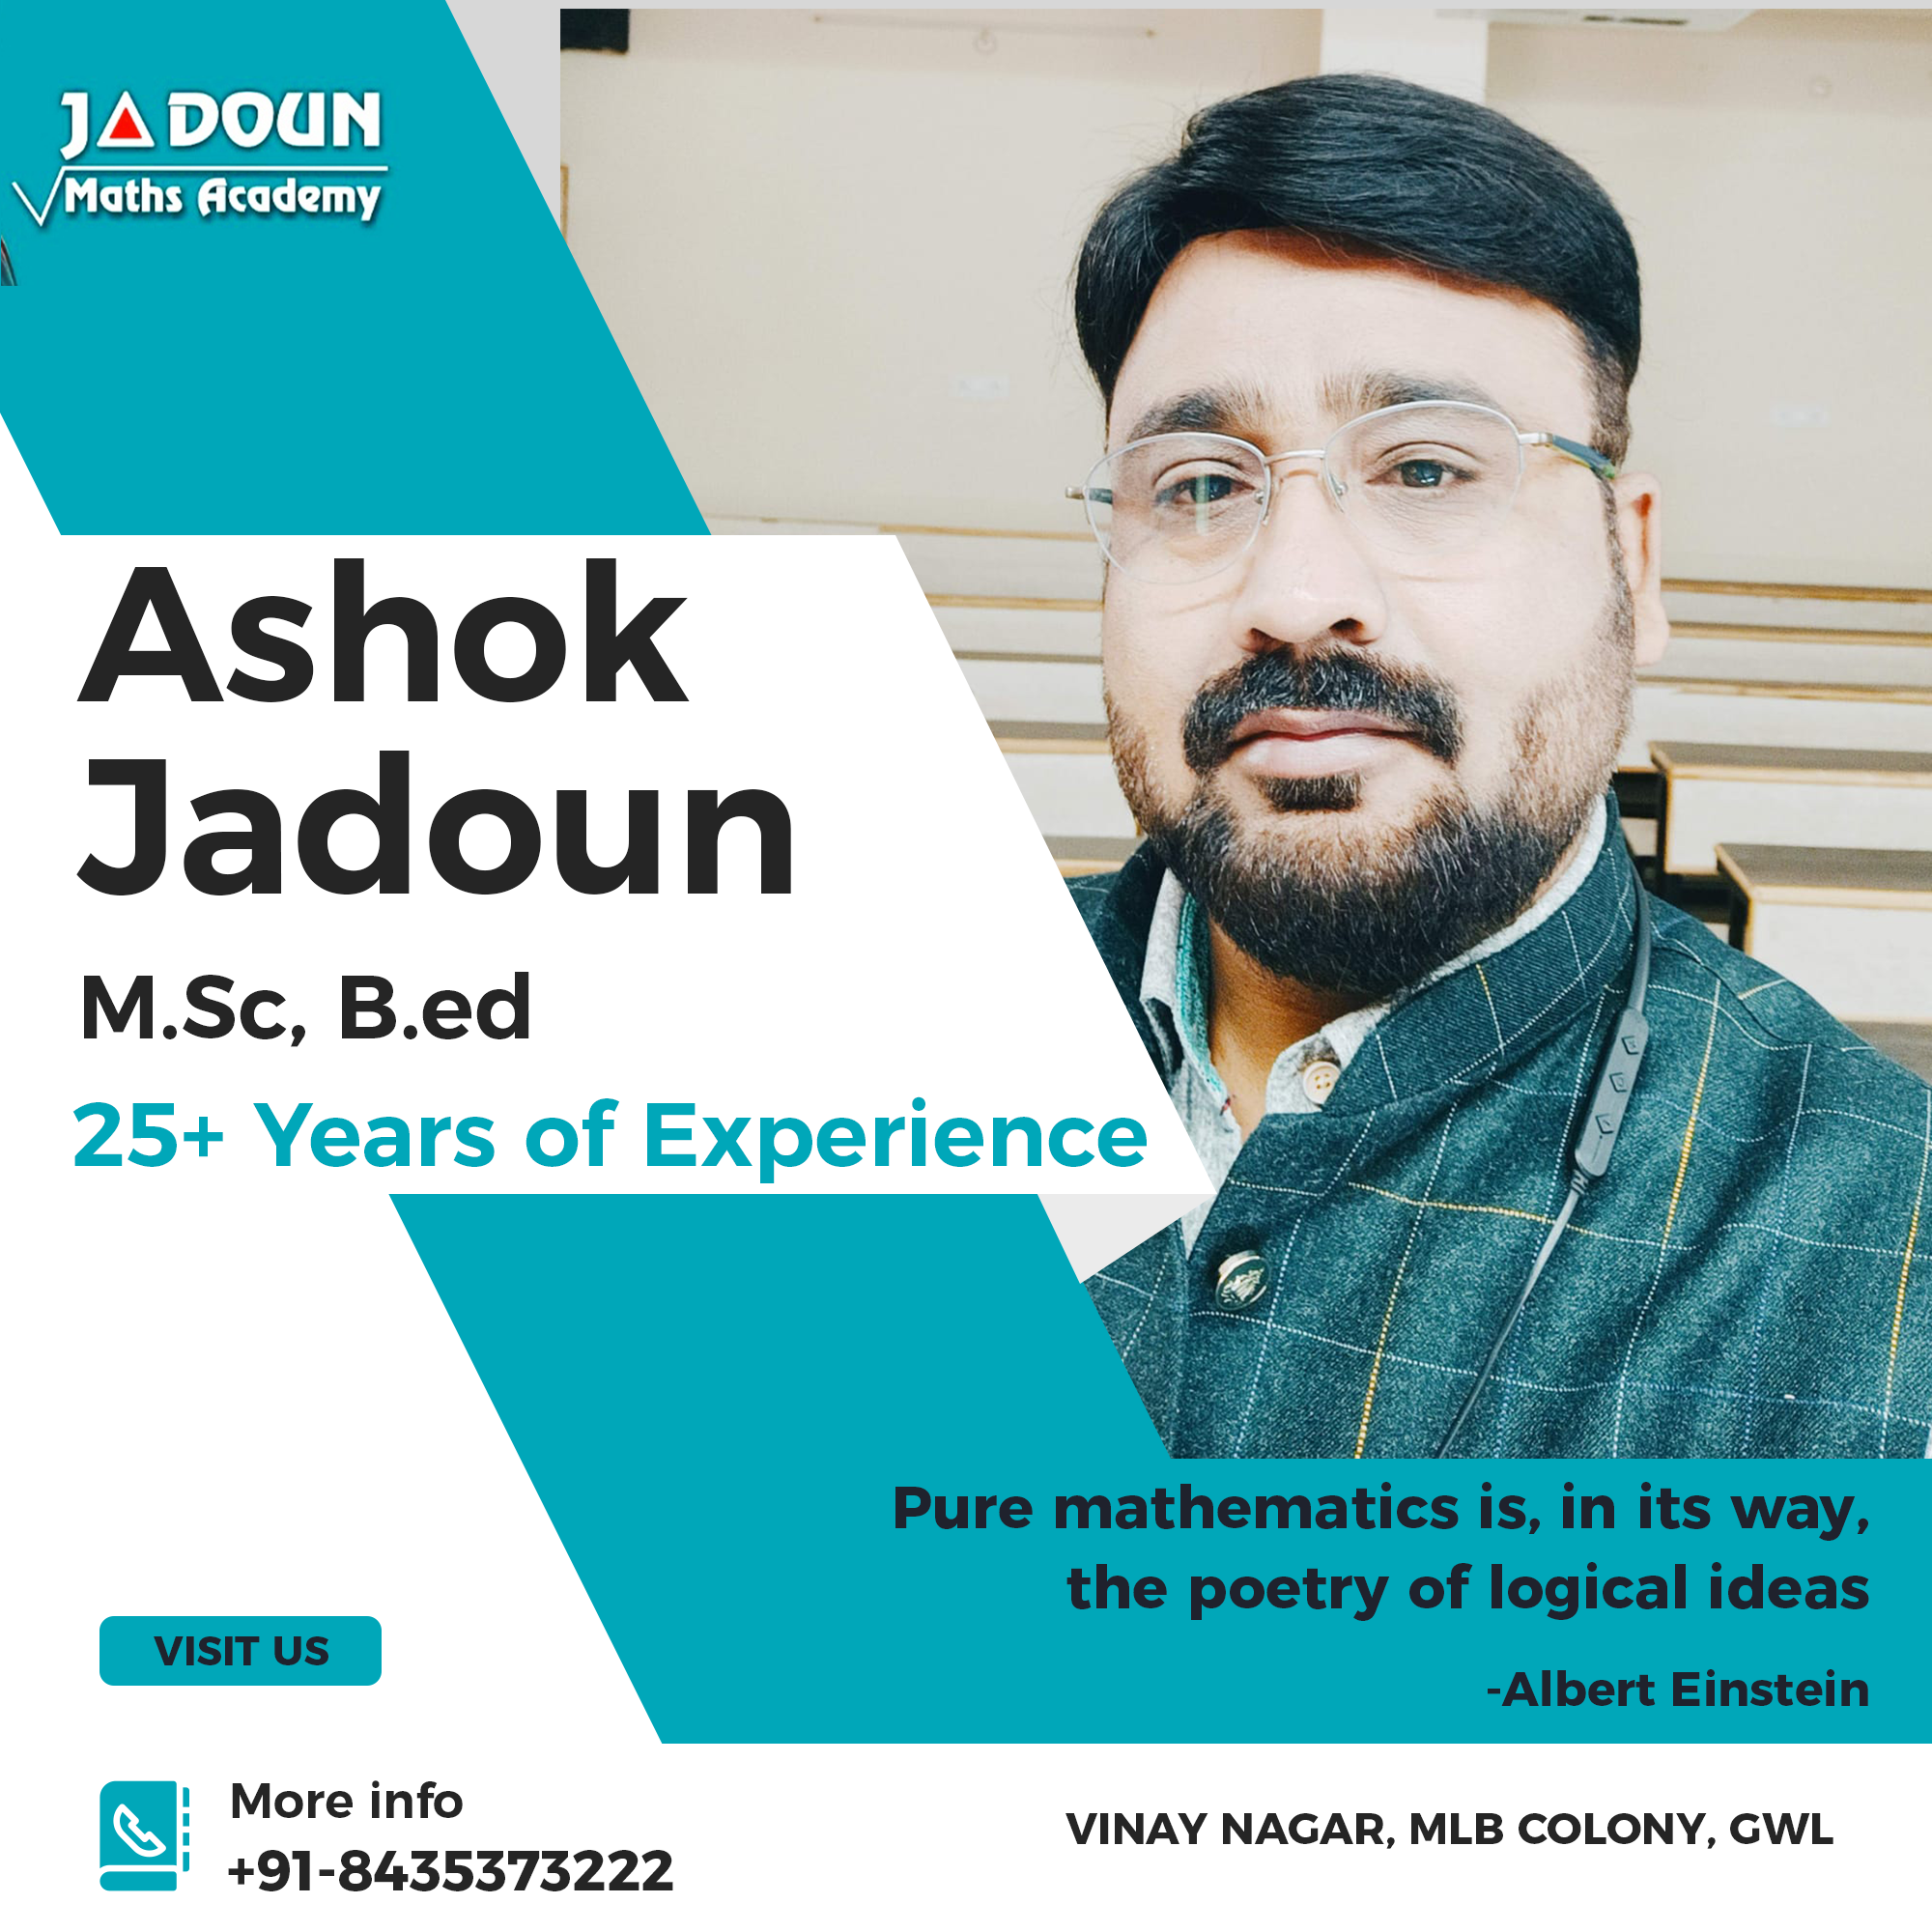 JADOUN
Maths Academy
Ashok
Jadoun
M.Sc, B.ed
25+ Years of Experience
Pure mathematics is, in its way,
the poetry of logical ideas
-Albert Einstein
VISIT US
More info
+91-8435373222
VINAY NAGAR, MLB COLONY, GWL